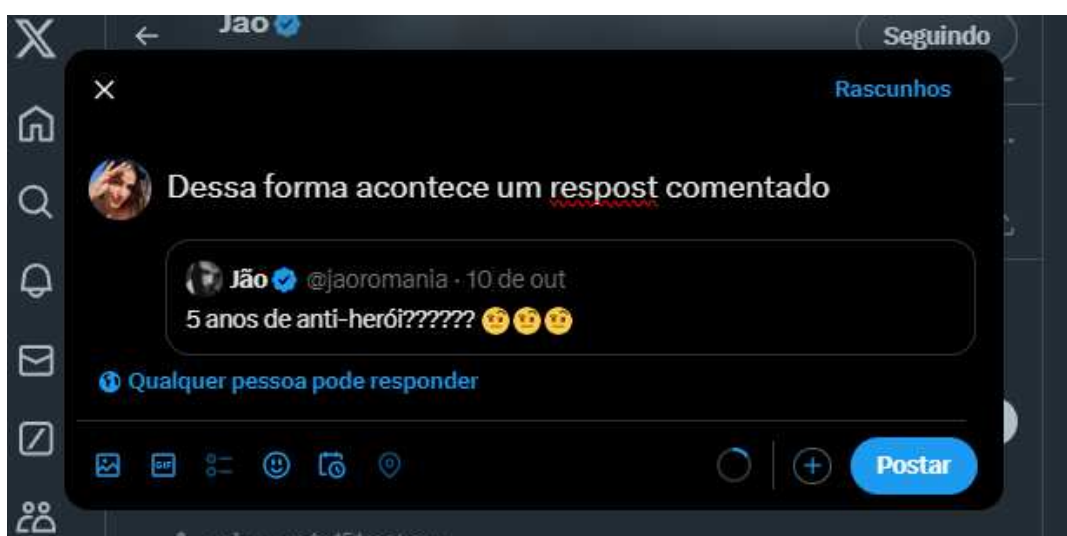 Jão
Seguindo
Rascunhos
Dessa forma acontece um respost comentado
Jão @jaoromania · 10 de out
5 anos de anti-herói?????? 🤨🤨🤨
Qualquer pessoa pode responder
GIF
Postar